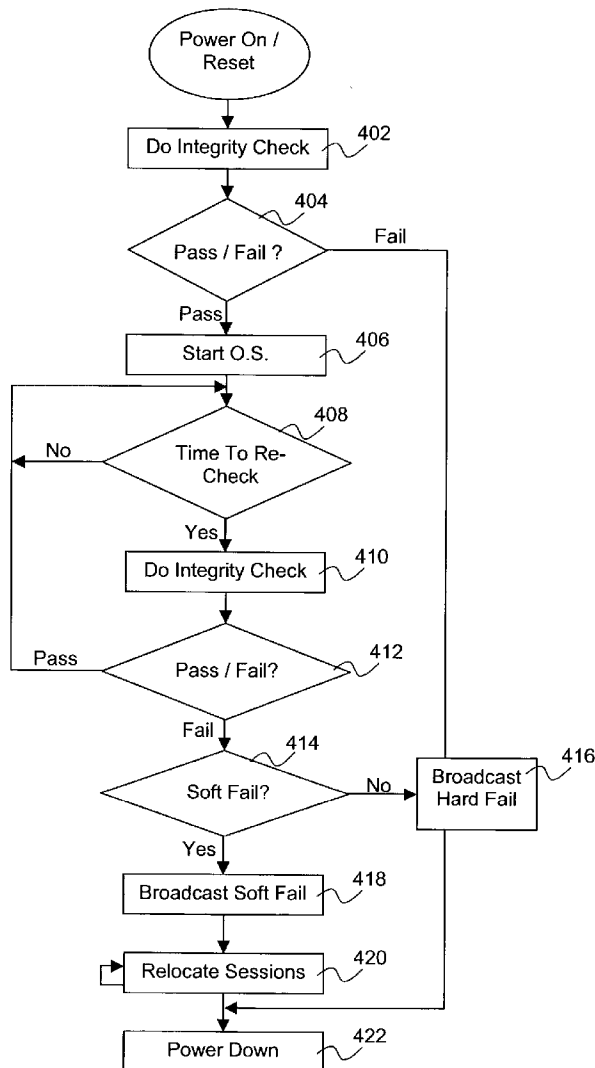 Power On /
Reset
Do Integrity Check
402
404
Pass / Fail ?
Fail
Pass
Start O.S.
406
408
No
Time To Re-
Check
Yes
Do Integrity Check
410
Pass
Pass / Fail?
412
Fail
414
Soft Fail?
No
Broadcast
Hard Fail
416
Yes
Broadcast Soft Fail
418
Relocate Sessions
420
Power Down
422